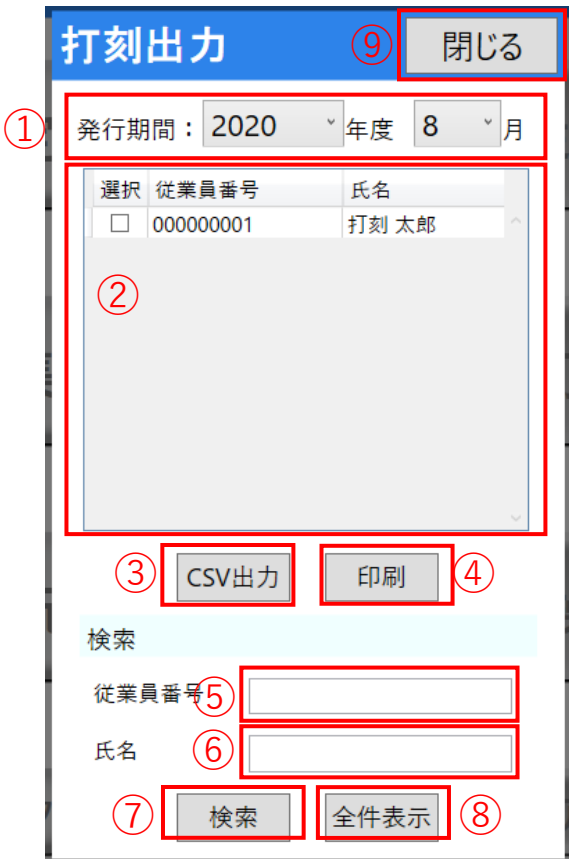 打刻出力 ⑨ 閉じる
① 発行期間： 2020 年度 8 月
選択 従業員番号 氏名
000000001 打刻 太郎
②
③ CSV出力 印刷 ④
検索
従業員番号 ⑤
氏名 ⑥
⑦ 検索 全件表示 ⑧